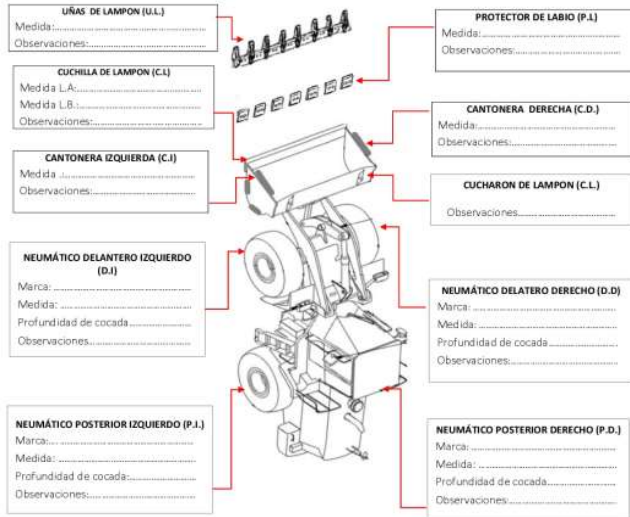 UÑAS DE LAMPON (U.L.)
Medida:..........................................
Observaciones:..........................................
CUCHILLA DE LAMPON (C.L)
Medida L.A:..........................................
Medida L.B.:..........................................
Observaciones:..........................................
CANTONERA IZQUIERDA (C.I)
Medida .:..........................................
Observaciones:..........................................
NEUMÁTICO DELANTERO IZQUIERDO
(D.I)
Marca: ..........................................
Medida: ..........................................
Profundidad de cocada..........................
Observaciones..........................................
NEUMÁTICO POSTERIOR IZQUIERDO (P.I.)
Marca:... ..........................................
Medida: ..........................................
Profundidad de cocada:..........................
Observaciones:..........................................
PROTECTOR DE LABIO (P.L)
Medida:..........................................
Observaciones:..........................................
CANTONERA DERECHA (C.D.)
Medida:..........................................
Observaciones:..........................................
CUCHARON DE LAMPON (C.L.)
Observaciones..........................................
NEUMÁTICO DELATERO DERECHO (D.D)
Marca: ..........................................
Medida: ..........................................
Profundidad de cocada..........................
Observaciones:..........................................
NEUMÁTICO POSTERIOR DERECHO (P.D.)
Marca: ..........................................
Medida: ..........................................
Profundidad de cocada..........................
Observaciones:..........................................